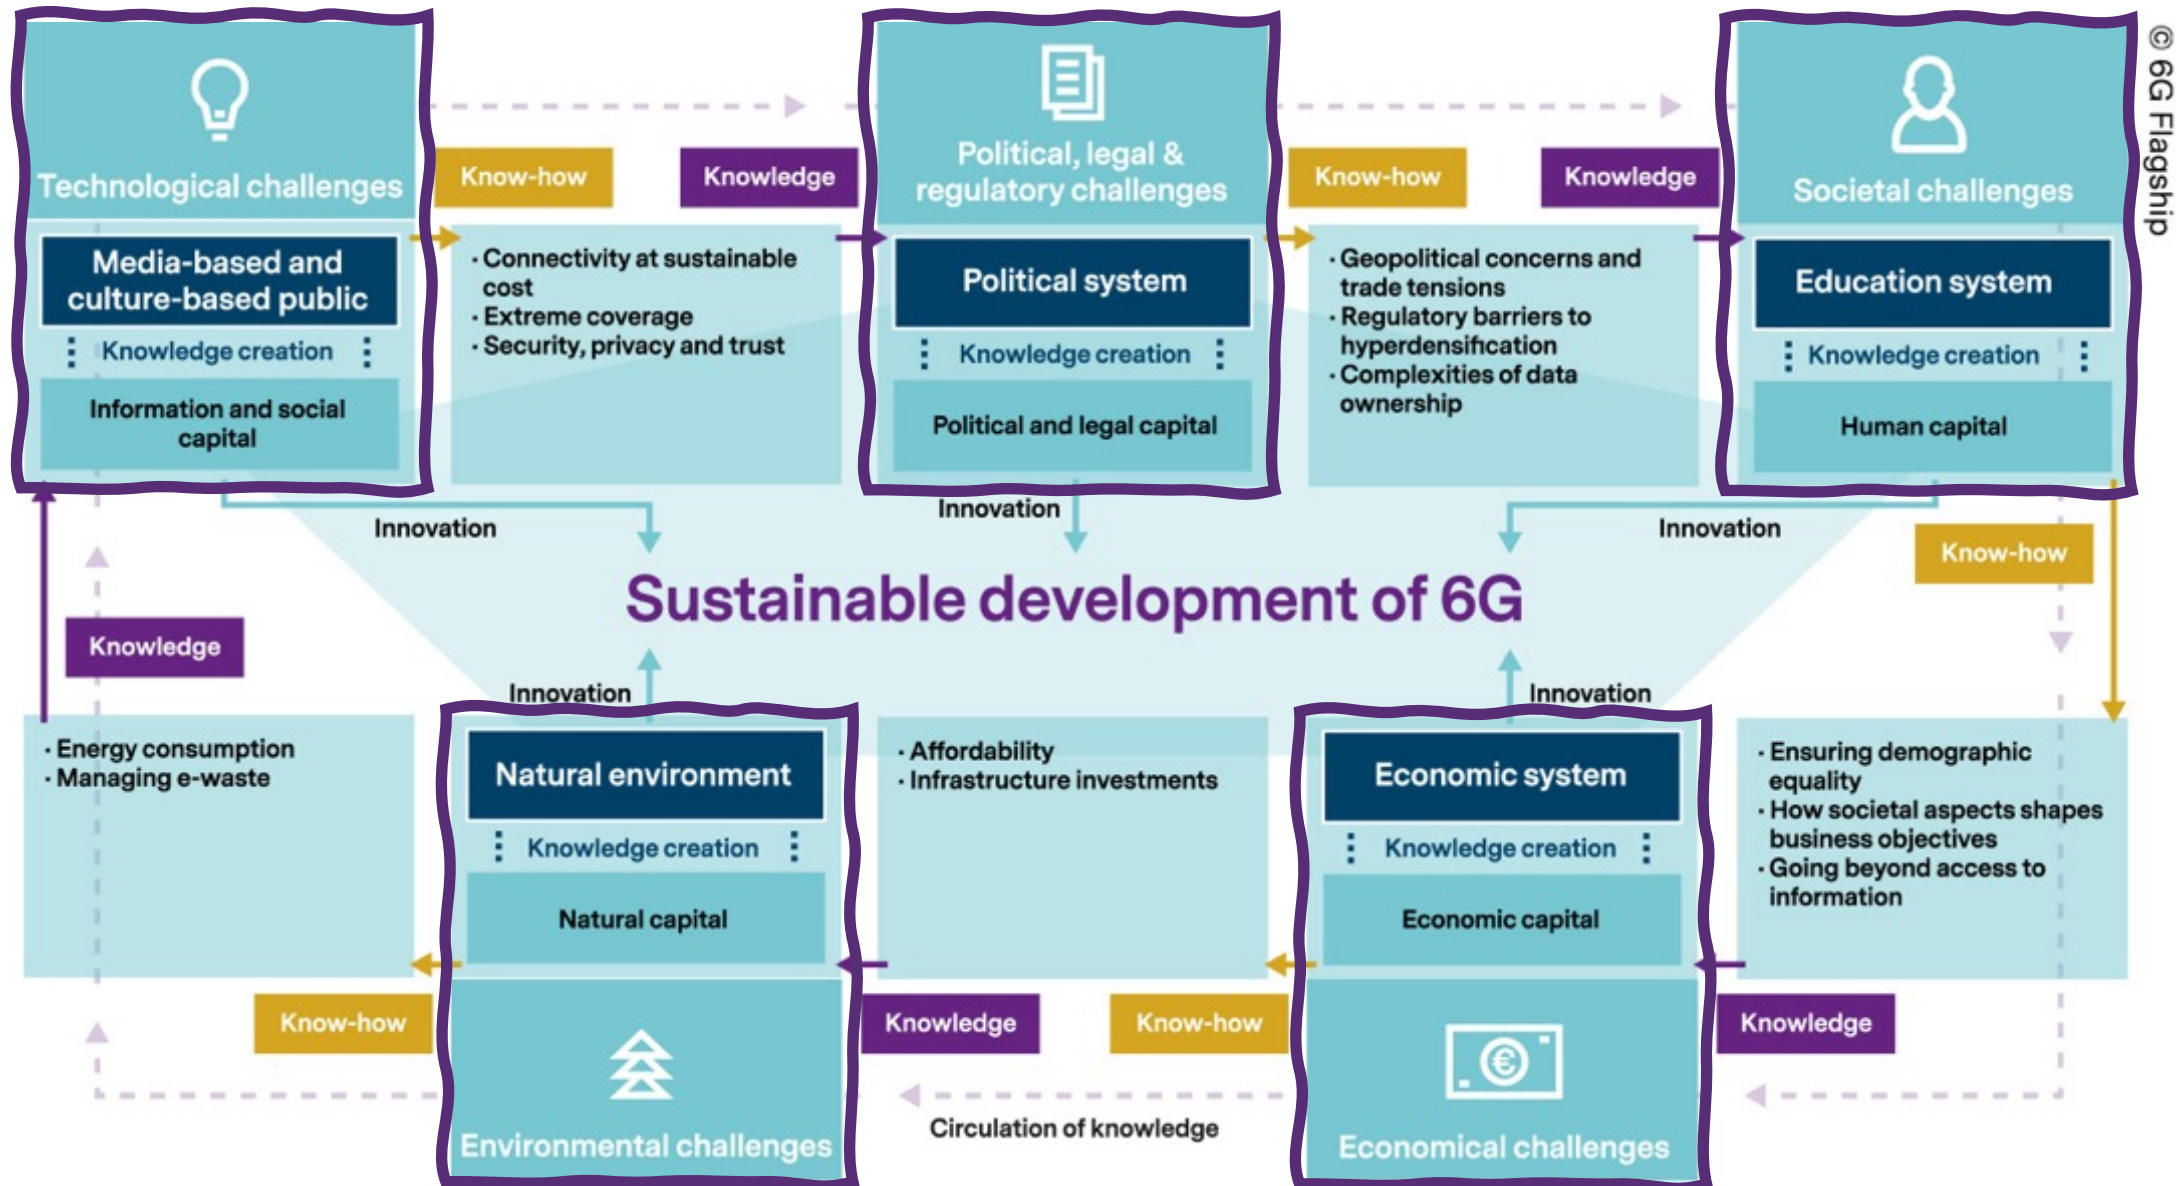 © 6G Flagship
Technological challenges
Media-based and
culture-based public
Knowledge creation
Information and social
capital
Know-how
Knowledge
· Connectivity at sustainable
cost
· Extreme coverage
· Security, privacy and trust
Political, legal &
regulatory challenges
Political system
Knowledge creation
Political and legal capital
Know-how
Knowledge
· Geopolitical concerns and
trade tensions
· Regulatory barriers to
hyperdensification
· Complexities of data
ownership
Societal challenges
Education system
Knowledge creation
Human capital
Innovation
Innovation
Innovation
Know-how
Sustainable development of 6G
Knowledge
Innovation
Innovation
· Energy consumption
· Managing e-waste
Natural environment
Knowledge creation
Natural capital
· Affordability
· Infrastructure investments
Economic system
Knowledge creation
Economic capital
· Ensuring demographic
equality
· How societal aspects shapes
business objectives
· Going beyond access to
information
Know-how
Knowledge
Know-how
Knowledge
€
Circulation of knowledge
Environmental challenges
Economical challenges